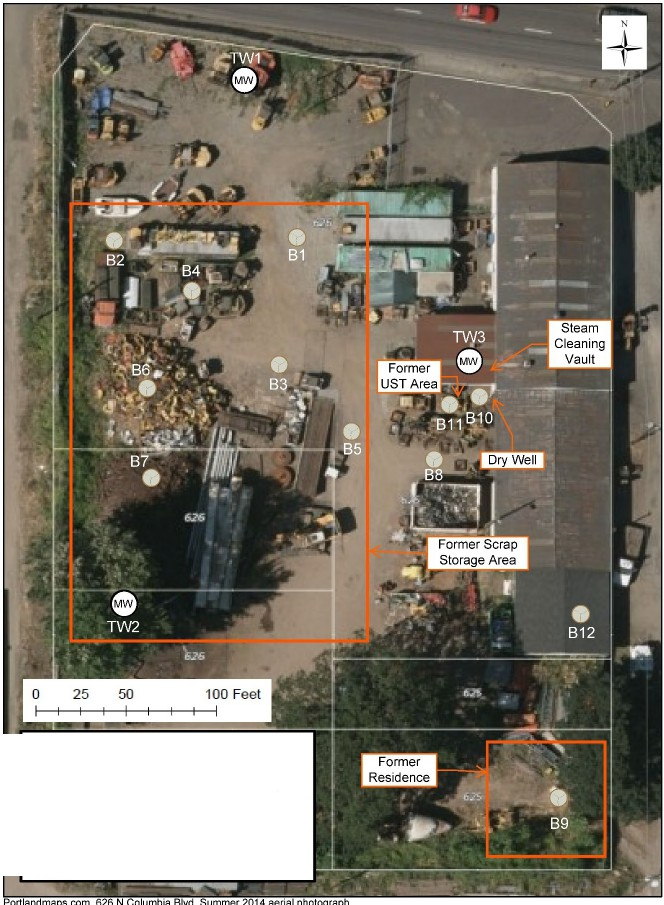 N
TW1
MW
626
B1
B2
B4
TW3
MW
Steam
Cleaning
Vault
Former
UST Area
B3
B6
B11
B10
B5
Dry Well
B7
B8
626
626
Former Scrap
Storage Area
MW
TW2
B12
626
625
0 25 50 100 Feet
Former
Residence
625
B9
Portlandmaps.com, 626 N Columbia Blvd, Summer 2014 aerial photograph